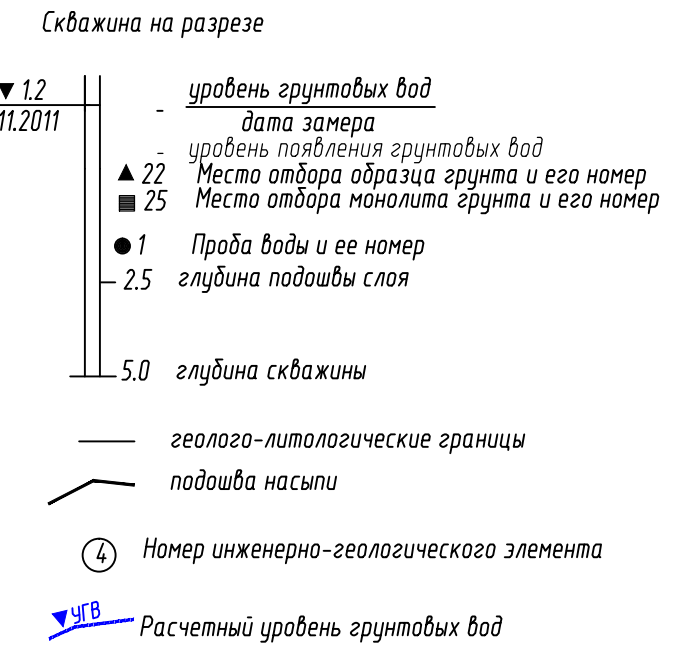 Скважина на разрезе
1.2 - уровень грунтовых вод
11.2011 дата замера
- уровень появления грунтовых вод
22 Место отбора образца грунта и его номер
25 Место отбора монолита грунта и его номер
1 Проба воды и ее номер
2.5 глубина подошвы слоя
5.0 глубина скважины
геолого-литологические границы
подошва насыпи
4 Номер инженерно-геологического элемента
УГВ Расчетный уровень грунтовых вод